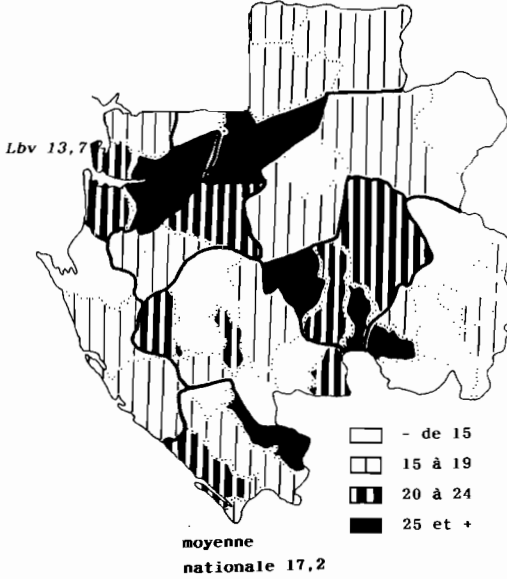 Lbv 13,7
- de 15
15 à 19
20 à 24
25 et +
moyenne
nationale 17,2